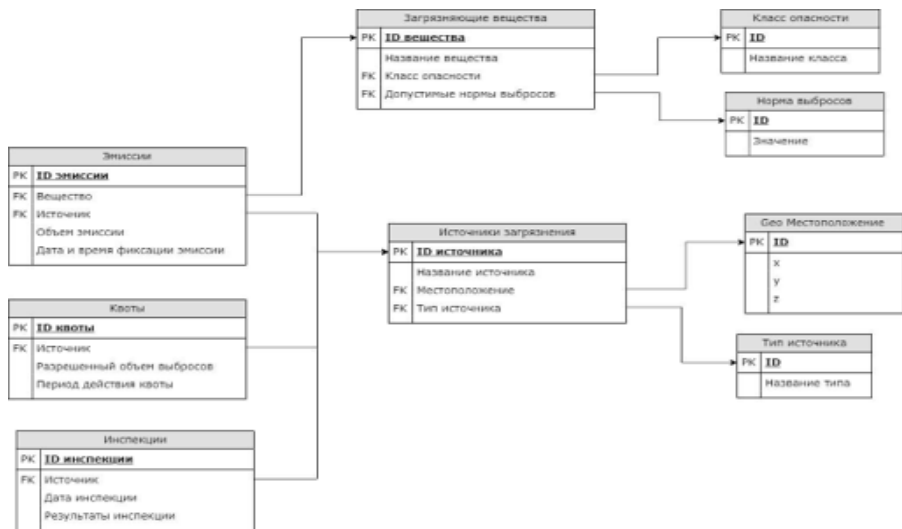 Загрязняющие вещества
PK ID вещества
Название вещества
FK Класс опасности
FK Допустимые нормы выбросов
Класс опасности
PK ID
Название класса
Норма выбросов
PK ID
Значение
Эмиссии
PK ID эмиссии
FK Вещество
FK Источник
Объем эмиссии
Дата и время фиксации эмиссии
Источники загрязнения
PK ID источника
Название источника
FK Местоположение
FK Тип источника
Geo Местоположение
PK ID
x
y
z
Квоты
PK ID квоты
FK Источник
Разрешенный объем выбросов
Период действия квоты
Тип источника
PK ID
Название типа
Инспекции
PK ID инспекции
FK Источник
Дата инспекции
Результаты инспекции